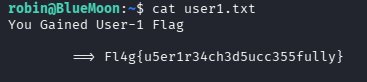 robin@BlueMoon:~$ cat user1.txt
You Gained User-1 Flag
==> Fl4g{u5er1r34ch3d5ucc355fully}